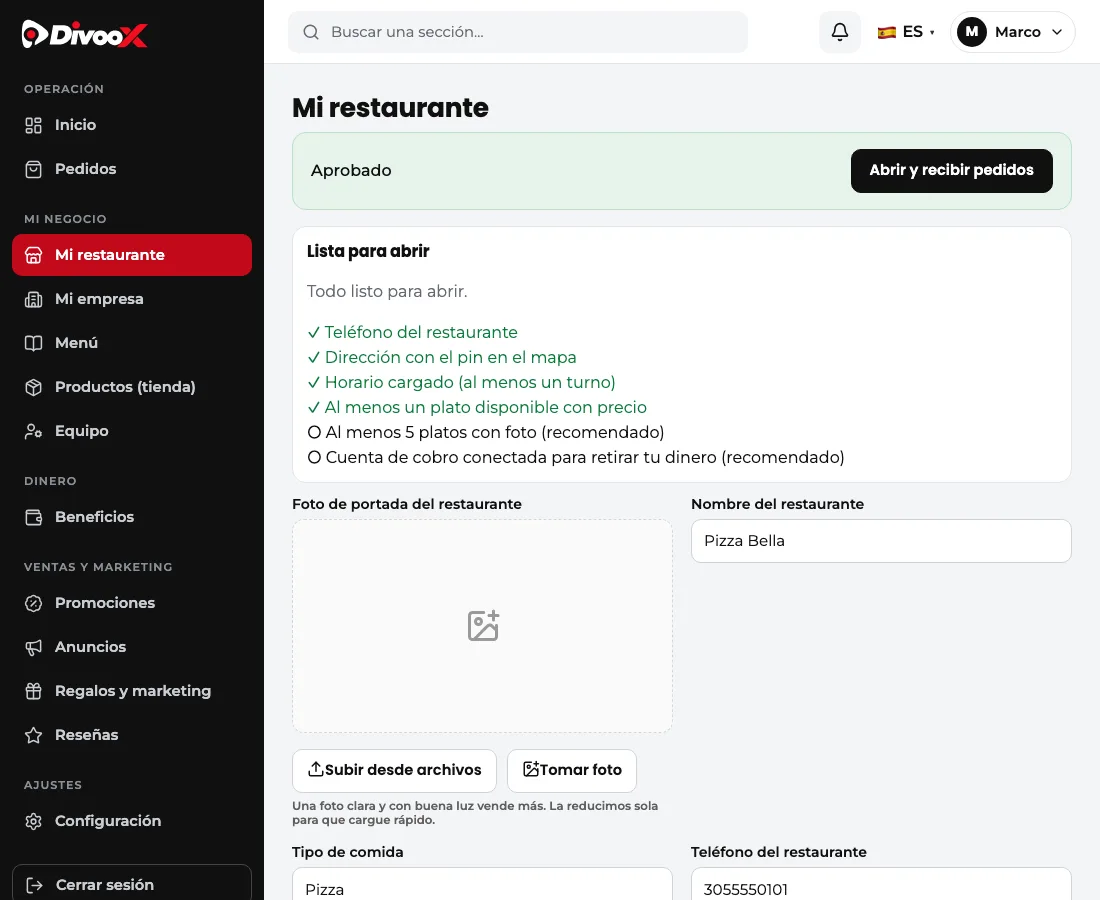 DivooX
Buscar una sección...
ES
M
Marco
OPERACIÓN
Inicio
Pedidos
MI NEGOCIO
Mi restaurante
Mi empresa
Menú
Productos (tienda)
Equipo
DINERO
Beneficios
VENTAS Y MARKETING
Promociones
Anuncios
Regalos y marketing
Reseñas
AJUSTES
Configuración
Cerrar sesión
Mi restaurante
Aprobado
Abrir y recibir pedidos
Lista para abrir
Todo listo para abrir.
✓ Teléfono del restaurante
✓ Dirección con el pin en el mapa
✓ Horario cargado (al menos un turno)
✓ Al menos un plato disponible con precio
O Al menos 5 platos con foto (recomendado)
O Cuenta de cobro conectada para retirar tu dinero (recomendado)
Foto de portada del restaurante
Subir desde archivos
Tomar foto
Una foto clara y con buena luz vende más. La reducimos sola
para que cargue rápido.
Nombre del restaurante
Pizza Bella
Tipo de comida
Pizza
Teléfono del restaurante
3055550101